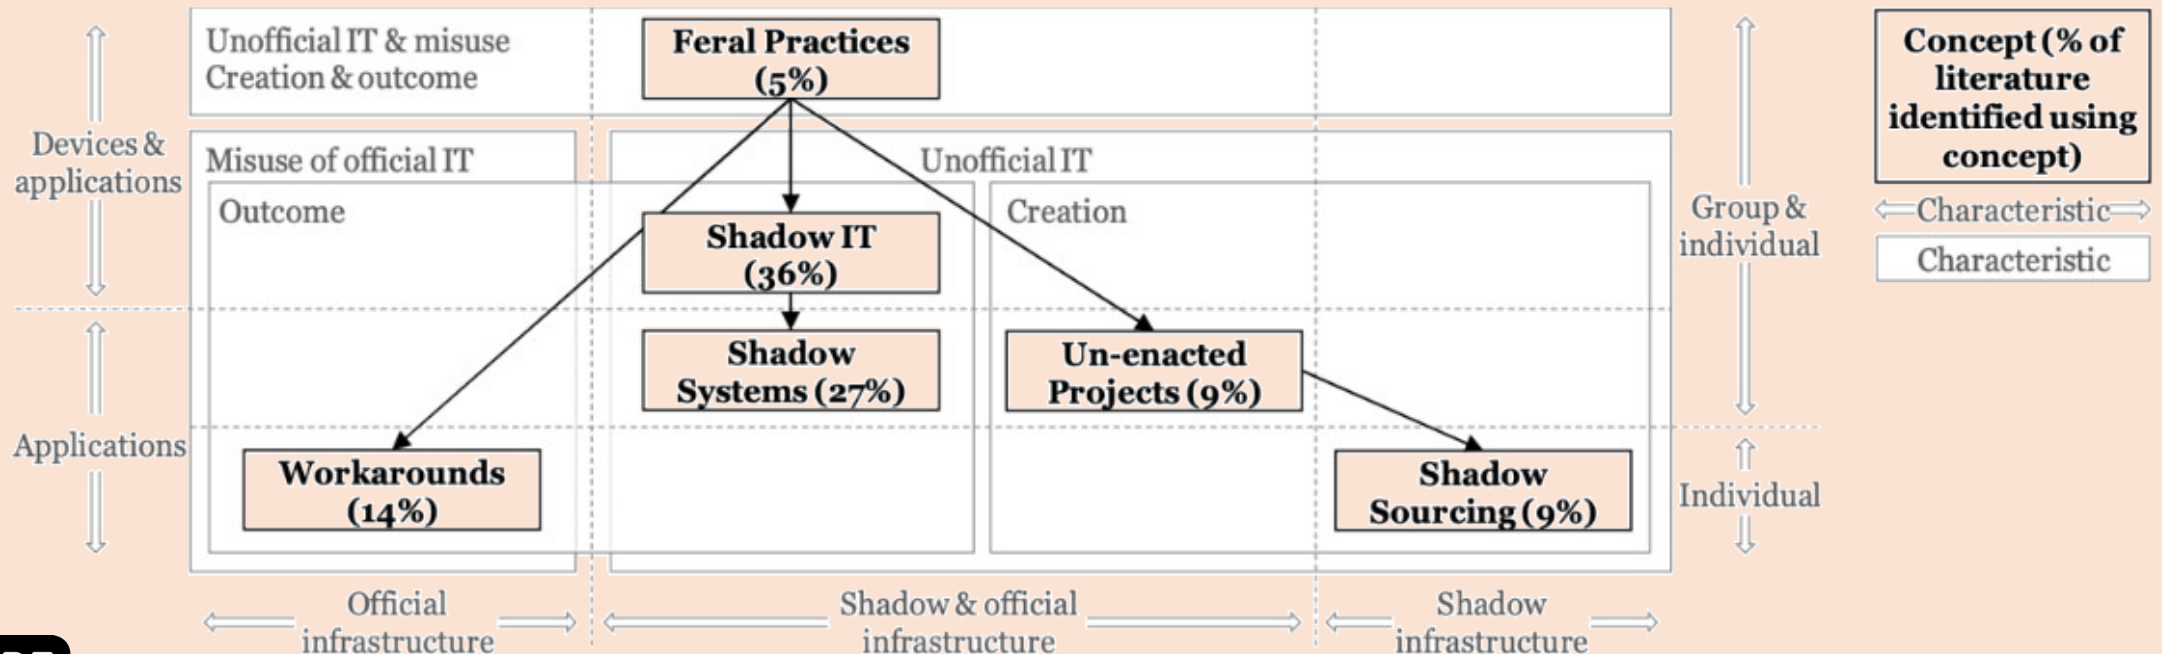 Unofficial IT & misuse
Creation & outcome
Feral Practices
(5%)
Concept (% of
literature
identified using
concept)
Devices &
applications
Misuse of official IT
Unofficial IT
Outcome
Creation
Shadow IT
(36%)
Group &
individual
Characteristic
Characteristic
Shadow
Systems (27%)
Un-enacted
Projects (9%)
Applications
Workarounds
(14%)
Shadow
Sourcing (9%)
Individual
Official
infrastructure
Shadow & official
infrastructure
Shadow
infrastructure